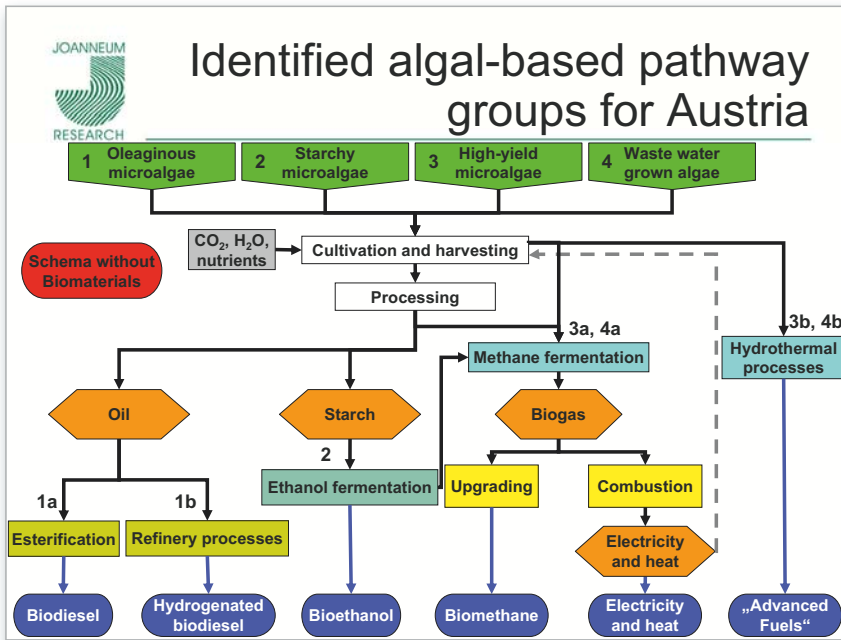 JOANNEUM
RESEARCH
Identified algal-based pathway
groups for Austria
1 Oleaginous
microalgae
2 Starchy
microalgae
3 High-yield
microalgae
4 Waste water
grown algae
CO₂, H₂O,
nutrients
Cultivation and harvesting
Schema without
Biomaterials
Processing
3a, 4a
3b, 4b
Methane fermentation
Hydrothermal
processes
Oil
Starch
Biogas
2
Ethanol fermentation
Upgrading
Combustion
1a
1b
Esterification
Refinery processes
Electricity
and heat
Biodiesel
Hydrogenated
biodiesel
Bioethanol
Biomethane
Electricity
and heat
„Advanced
Fuels“